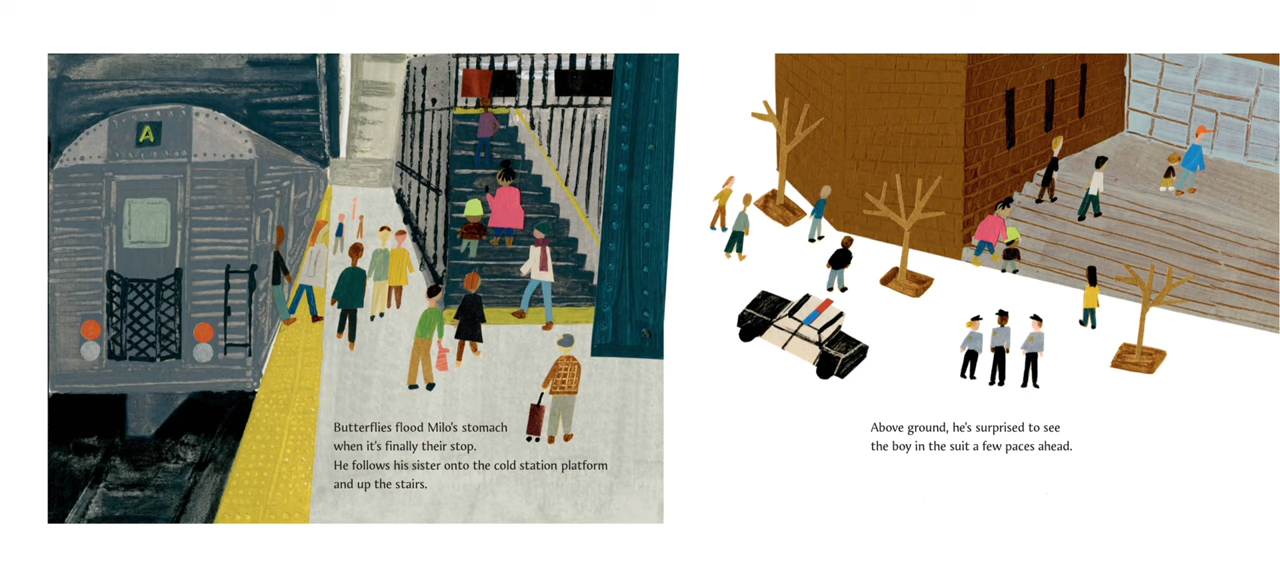 A
Butterflies flood Milo's stomach
when it's finally their stop.
He follows his sister onto the cold station platform
and up the stairs.
Above ground, he's surprised to see
the boy in the suit a few paces ahead.